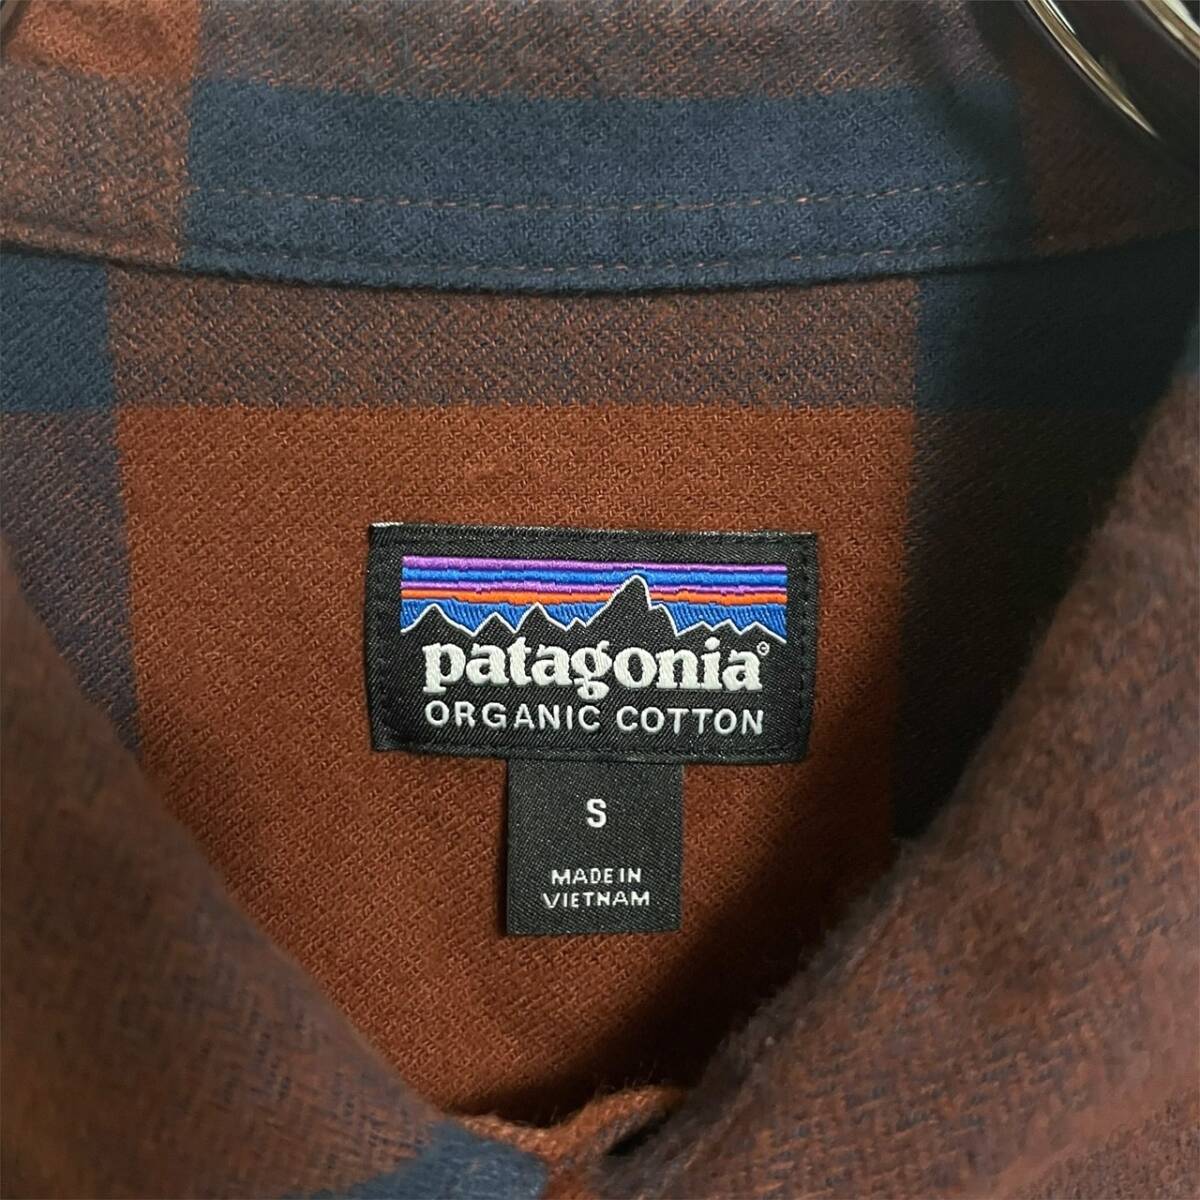 patagonia®
ORGANIC COTTON
S
MADE IN
VIETNAM